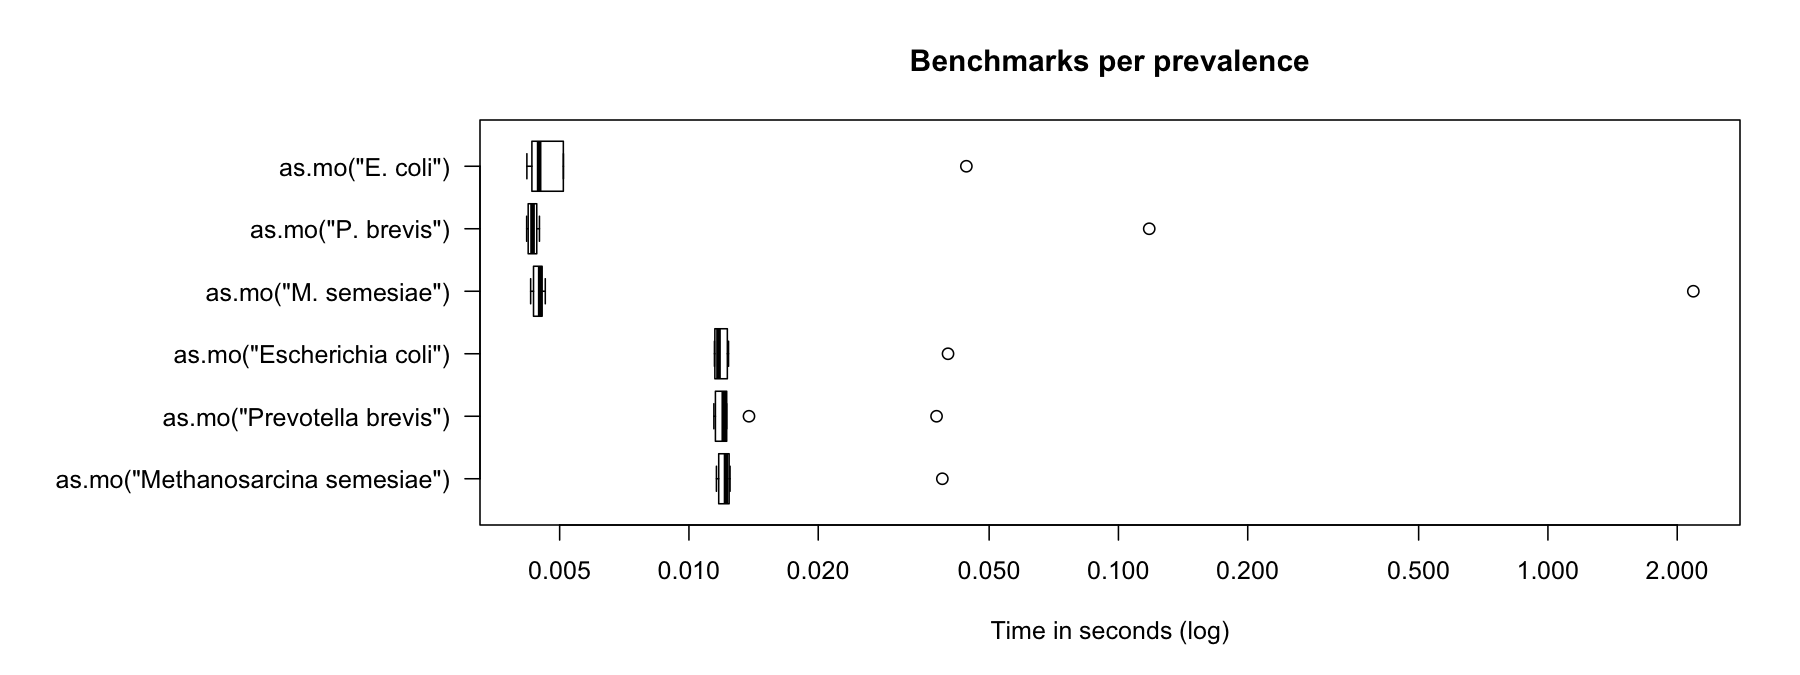 Benchmarks per prevalence
as.mo("E. coli")
as.mo("P. brevis")
as.mo("M. semesiae")
as.mo("Escherichia coli")
as.mo("Prevotella brevis")
as.mo("Methanosarcina semesiae")
0.005 0.010 0.020 0.050 0.100 0.200 0.500 1.000 2.000
Time in seconds (log)